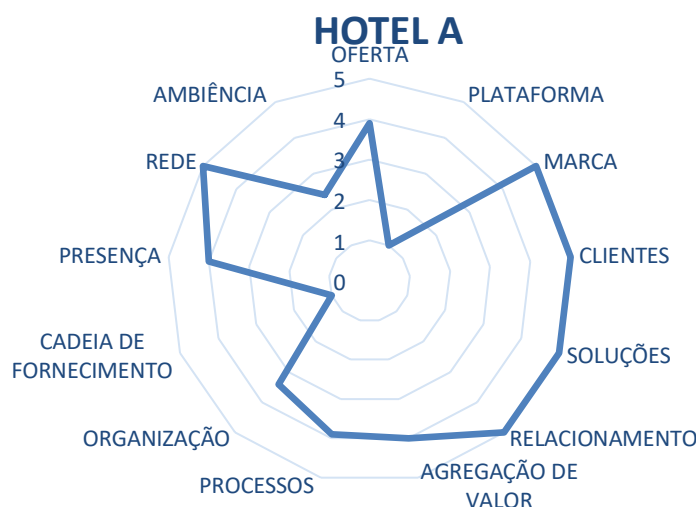 HOTEL A
OFERTA
PLATAFORMA
MARCA
CLIENTES
SOLUÇÕES
RELACIONAMENTO
AGREGAÇÃO DE
VALOR
PROCESSOS
ORGANIZAÇÃO
CADEIA DE
FORNECIMENTO
PRESENÇA
REDE
AMBIÊNCIA
5
4
3
2
1
0